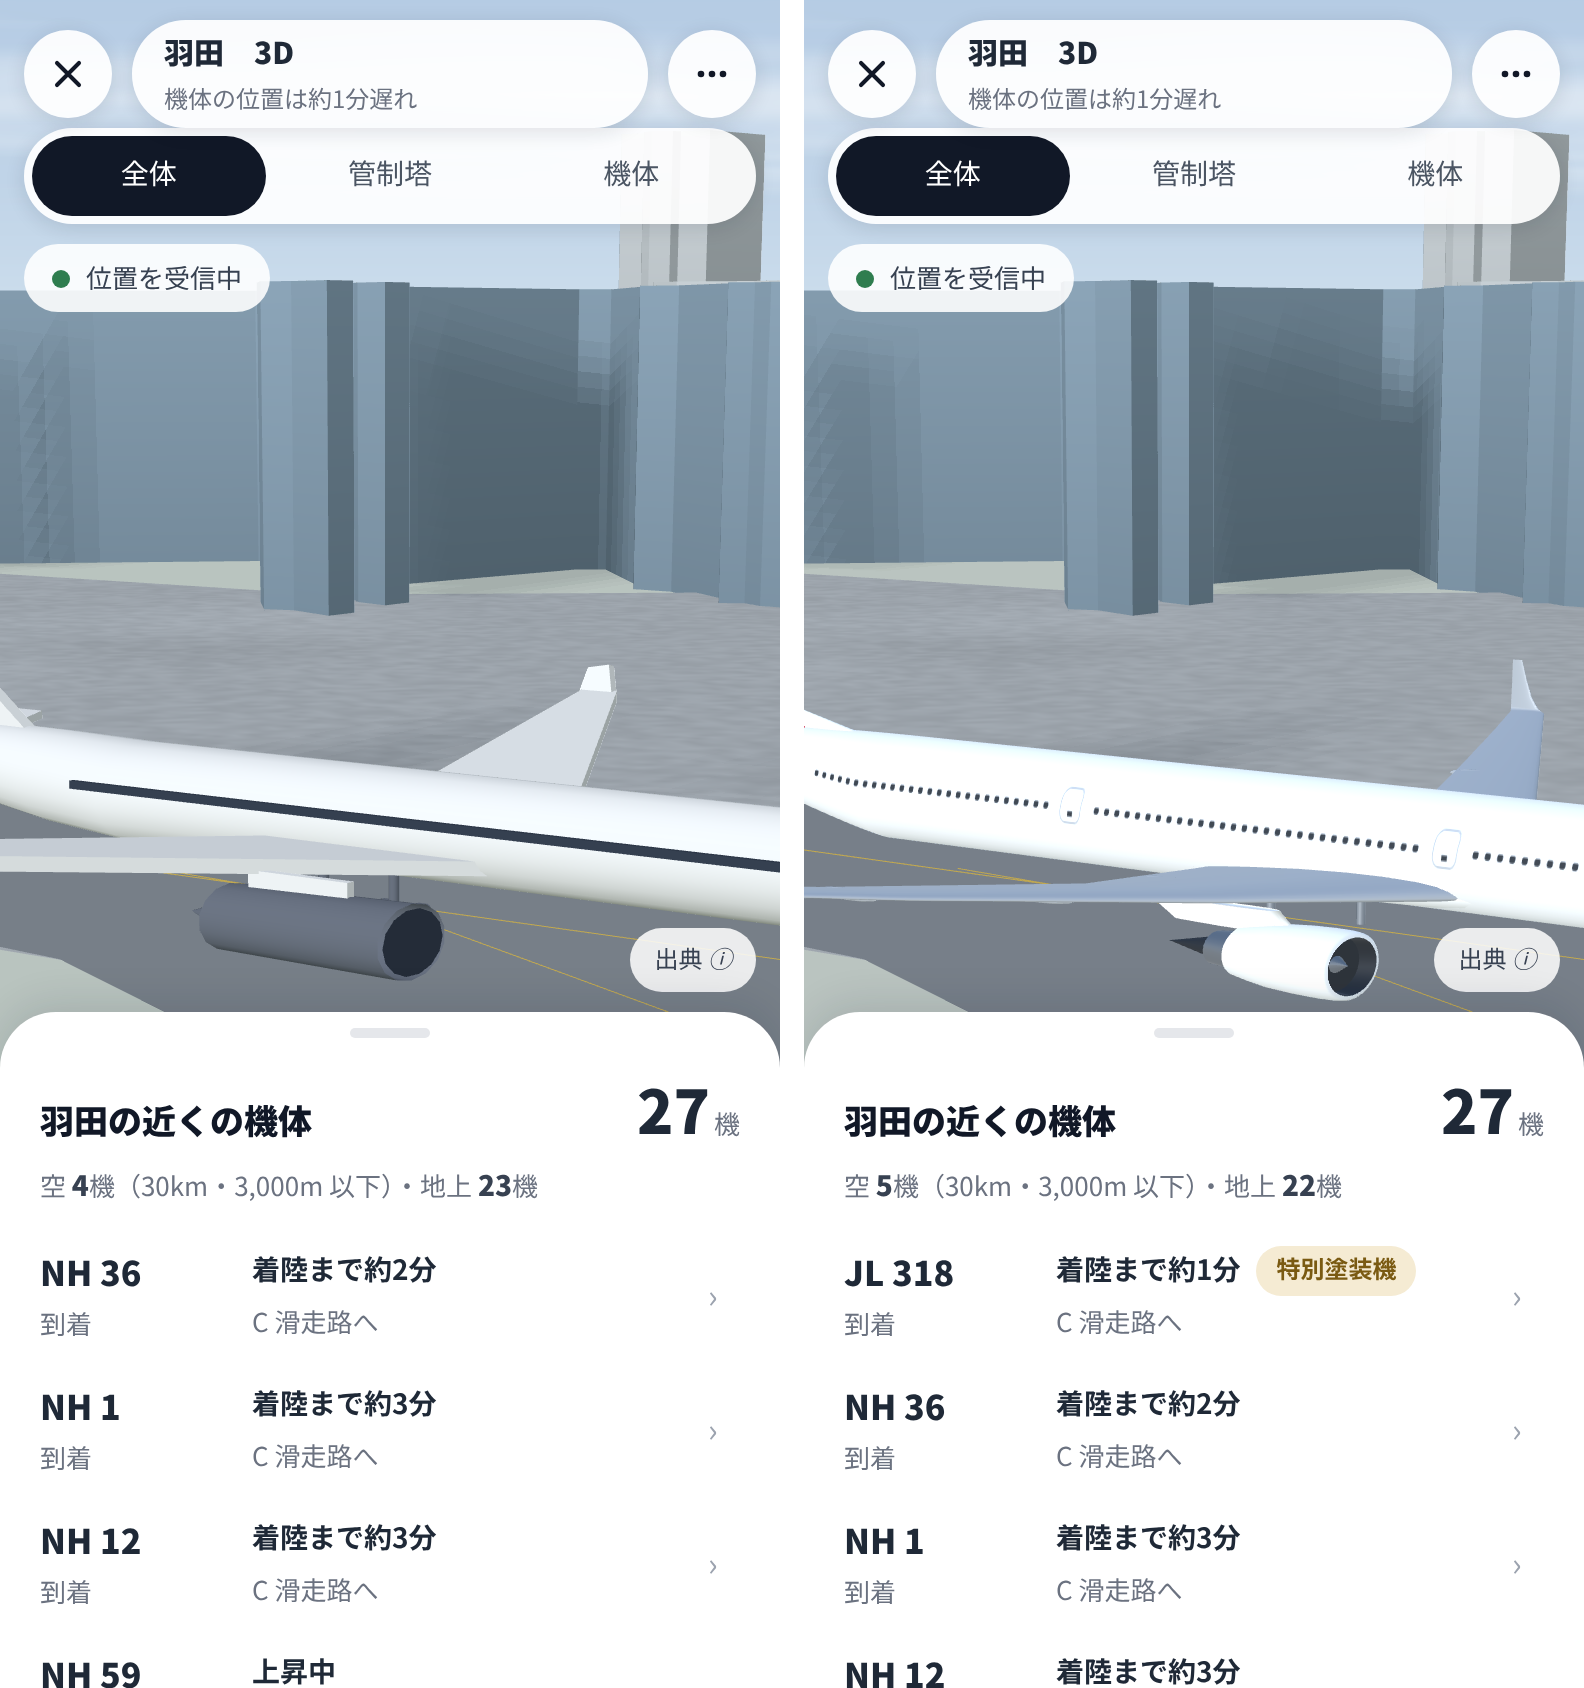 羽田　3D
機体の位置は約1分遅れ
全体
管制塔
機体
位置を受信中
出典 ⓘ
羽田の近くの機体
27機
空 4機（30km・3,000m 以下）・地上 23機
NH 36
着陸まで約2分
到着
C 滑走路へ
NH 1
着陸まで約3分
到着
C 滑走路へ
NH 12
着陸まで約3分
到着
C 滑走路へ
NH 59
上昇中
羽田　3D
機体の位置は約1分遅れ
全体
管制塔
機体
位置を受信中
出典 ⓘ
羽田の近くの機体
27機
空 5機（30km・3,000m 以下）・地上 22機
JL 318
着陸まで約1分 特別塗装機
到着
C 滑走路へ
NH 36
着陸まで約2分
到着
C 滑走路へ
NH 1
着陸まで約3分
到着
C 滑走路へ
NH 12
着陸まで約3分